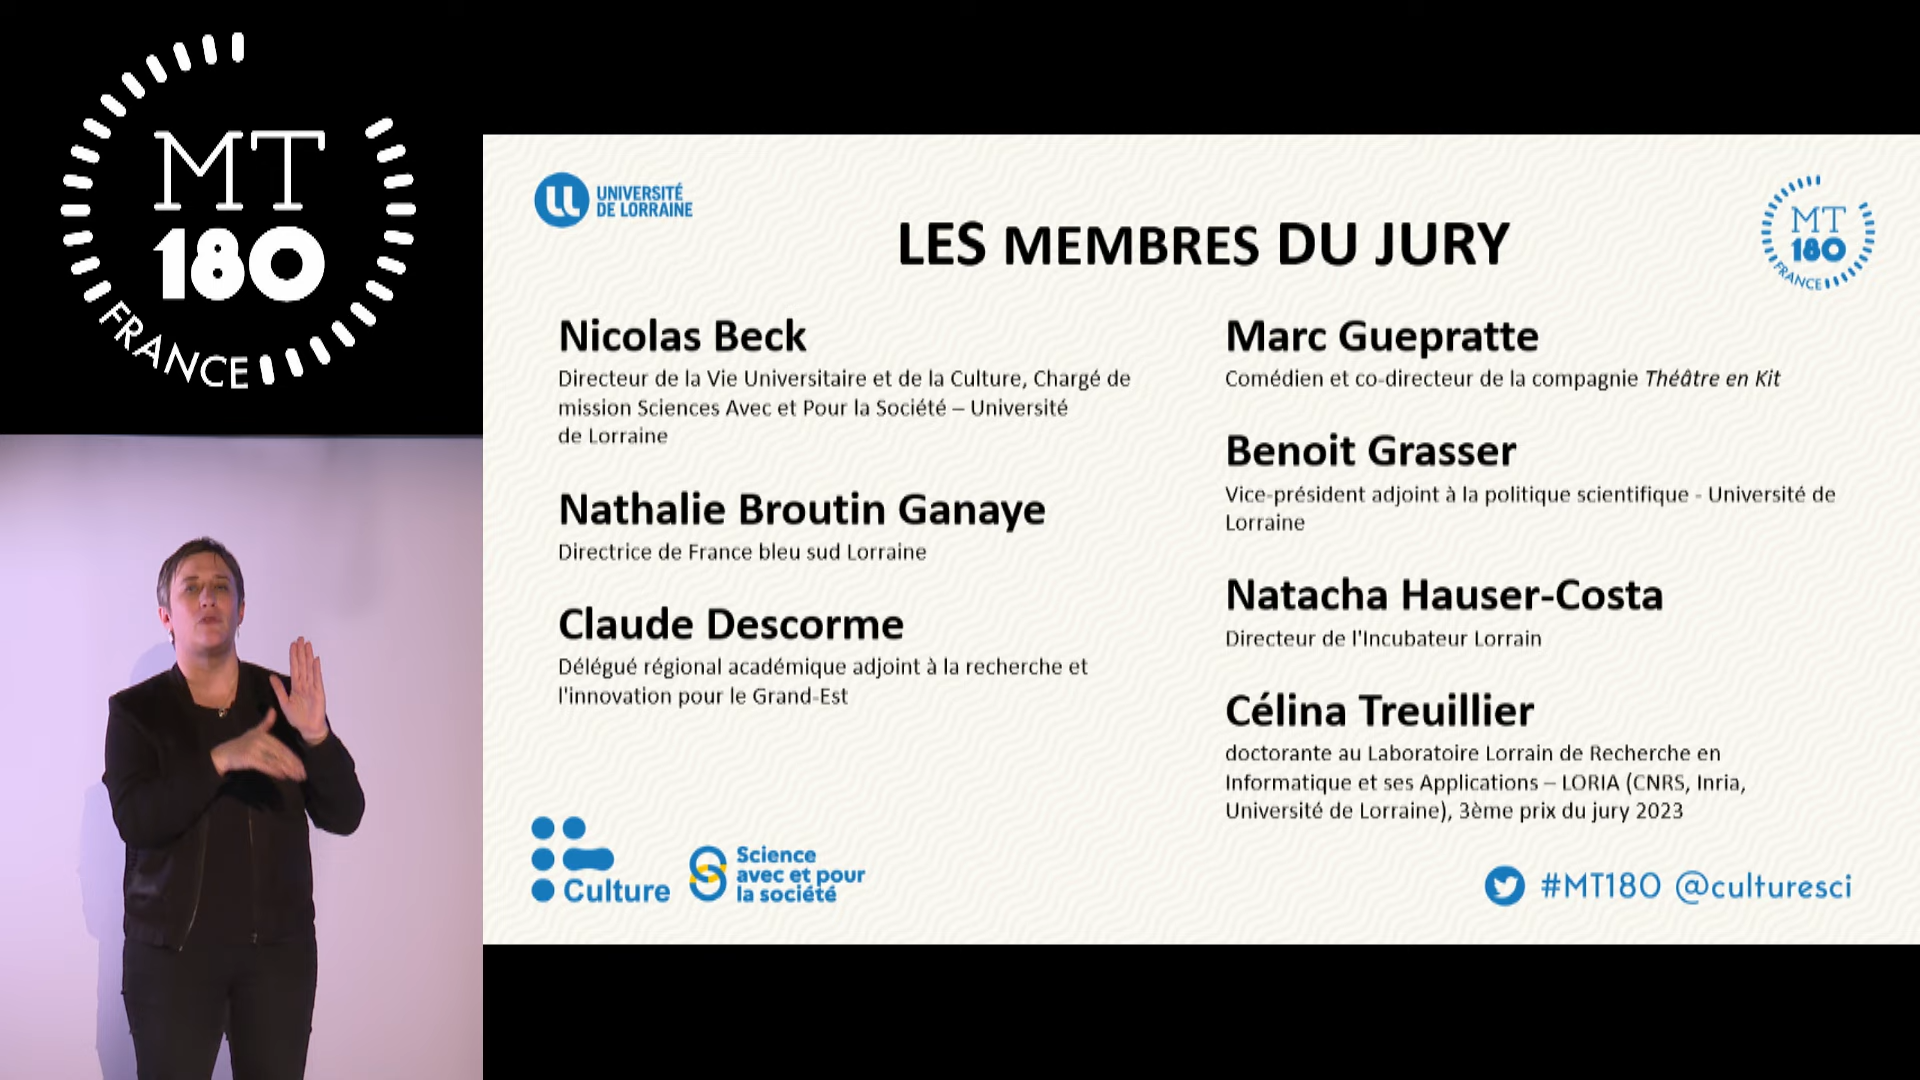 MT
180
FRANCE
UNIVERSITÉ
DE LORRAINE
LES MEMBRES DU JURY
MT
180
FRANCE
Nicolas Beck
Directeur de la Vie Universitaire et de la Culture, Chargé de
mission Sciences Avec et Pour la Société – Université
de Lorraine
Nathalie Broutin Ganaye
Directrice de France bleu sud Lorraine
Claude Descorme
Délégué régional académique adjoint à la recherche et
l'innovation pour le Grand-Est
Marc Guepratte
Comédien et co-directeur de la compagnie Théâtre en Kit
Benoit Grasser
Vice-président adjoint à la politique scientifique - Université de
Lorraine
Natacha Hauser-Costa
Directeur de l'Incubateur Lorrain
Célina Treuillier
doctorante au Laboratoire Lorrain de Recherche en
Informatique et ses Applications – LORIA (CNRS, Inria,
Université de Lorraine), 3ème prix du jury 2023
Culture
Science
avec et pour
la société
#MT180 @culturesci